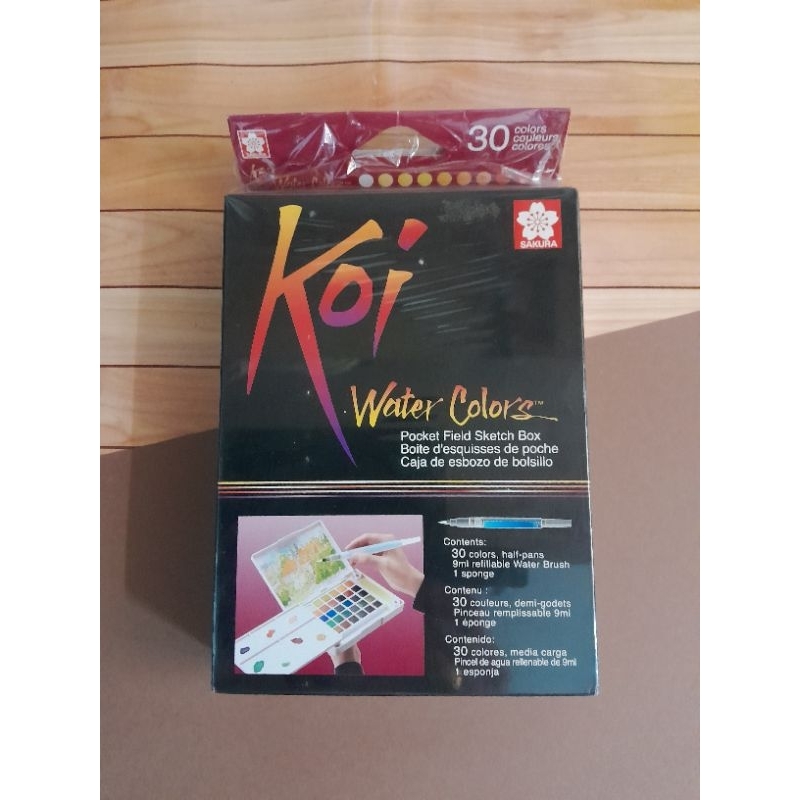 30 colors
couleurs
colores
Koi
SAKURA
Water Colors™
Pocket Field Sketch Box
Boite d'esquisses de poche
Caja de esbozo de bolsillo
Contents:
30 colors, half-pans
9ml refillable Water Brush
1 sponge
Contenu :
30 couleurs, demi-godets
Pinceau remplissable 9ml
1 éponge
Contenido:
30 colores, media carga
Pincel de agua rellenable de 9ml
1 esponja